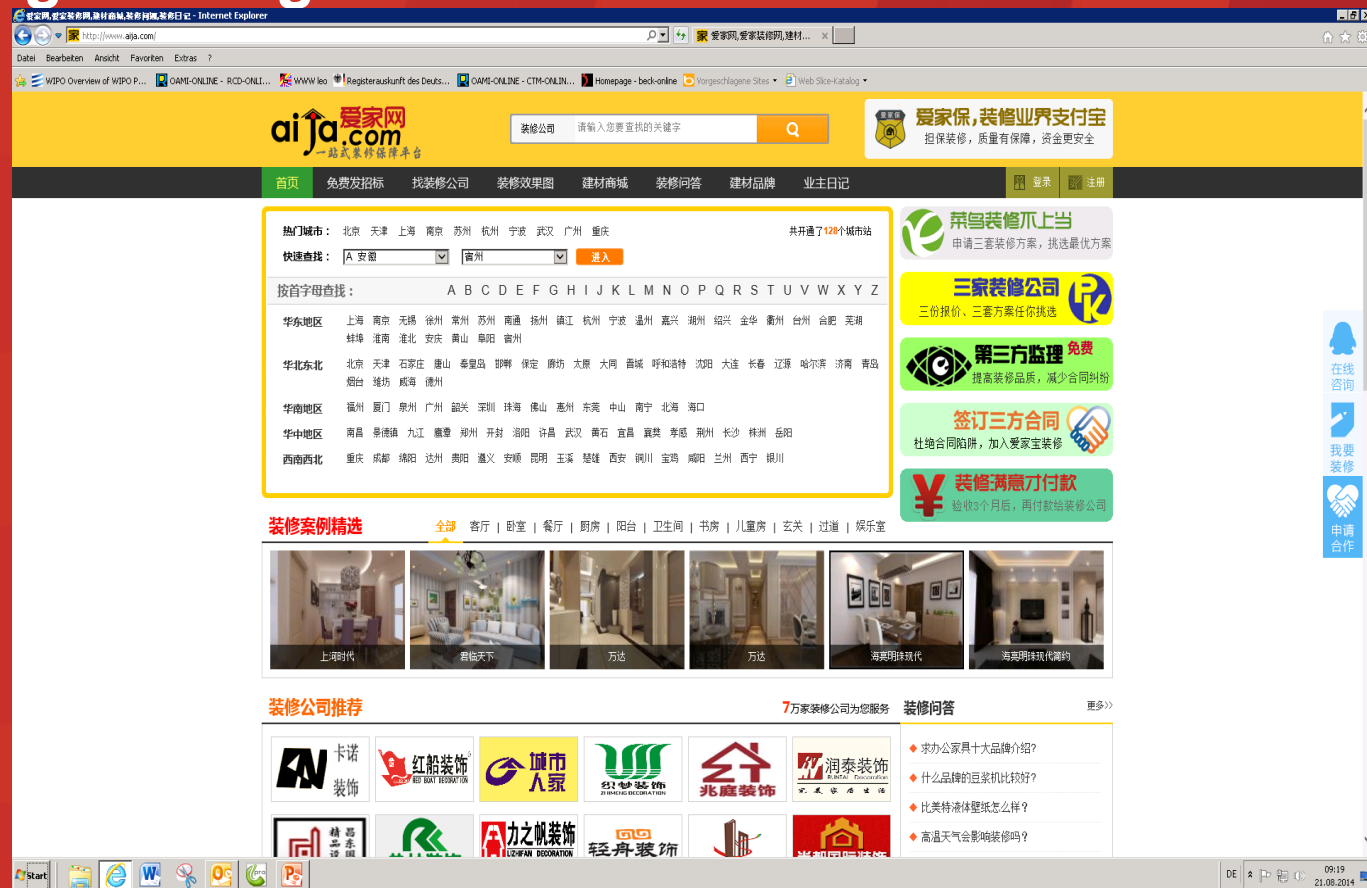 爱家网,爱家装修网,建材商城,装修问题,装修日记 - Internet Explorer
http://www.aija.com/
爱家网,爱家装修网,建材...
Datei Bearbeiten Ansicht Favoriten Extras ?
WIPO Overview of WIPO P... OAMI-ONLINE - RCD-ONLI... WWW leo Registerauskunft des Deuts... OAMI-ONLINE - CTM-ONLIN... Homepage - beck-online Vorgeschlagene Sites Web Slice-Katalog
aija爱家网
.com
一站式装修保障平台
装修公司 请输入您要查找的关键字
爱家保
爱家保,装修业界支付宝
担保装修，质量有保障，资金更安全
首页 免费发招标 找装修公司 装修效果图 建材商城 装修问答 建材品牌 业主日记 登录 注册
热门城市： 北京 天津 上海 南京 苏州 杭州 宁波 武汉 广州 重庆 共开通了128个城市站
快速查找： A 安徽 宿州 进入
按首字母查找： A B C D E F G H I J K L M N O P Q R S T U V W X Y Z
华东地区 上海 南京 无锡 徐州 常州 苏州 南通 扬州 镇江 杭州 宁波 温州 嘉兴 湖州 绍兴 金华 衢州 台州 合肥 芜湖
蚌埠 淮南 淮北 安庆 黄山 阜阳 宿州
华北东北 北京 天津 石家庄 唐山 秦皇岛 邯郸 保定 廊坊 太原 大同 晋城 呼和浩特 沈阳 大连 长春 辽源 哈尔滨 济南 青岛
烟台 潍坊 威海 德州
华南地区 福州 厦门 泉州 广州 韶关 深圳 珠海 佛山 惠州 东莞 中山 南宁 北海 海口
华中地区 南昌 景德镇 九江 鹰潭 郑州 开封 洛阳 许昌 武汉 黄石 宜昌 襄樊 孝感 荆州 长沙 株洲 岳阳
西南西北 重庆 成都 绵阳 达州 贵阳 遵义 安顺 昆明 玉溪 楚雄 西安 铜川 宝鸡 咸阳 兰州 西宁 银川
菜鸟装修不上当
申请三套装修方案，挑选最优方案
三家装修公司
三份报价、三套方案任你挑选
PK
第三方监理 免费
提高装修品质，减少合同纠纷
签订三方合同
杜绝合同陷阱，加入爱家宝装修
装修满意才付款
验收3个月后，再付款给装修公司
在线
咨询
我要
装修
申请
合作
装修案例精选 全部 客厅 | 卧室 | 餐厅 | 厨房 | 阳台 | 卫生间 | 书房 | 儿童房 | 玄关 | 过道 | 娱乐室
上河时代 君临天下 万达 万达 海亮明珠现代 海亮明珠现代简约
装修公司推荐 7万家装修公司为您服务
装修问答 更多>>
卡诺
装饰
红船装饰
RED BOAT DECORATION
城市
人家
织梦装饰
ZHIMENG DECORATION
兆庭装饰
润泰装饰
RUNTAI Decoration
完美家居生活
精品
力之帆装饰
LIZHIFAN DECORATION
轻舟装饰
求办公家具十大品牌介绍?
什么品牌的豆浆机比较好?
比美特液体壁纸怎么样?
高温天气会影响装修吗?
Start
DE
09:19
21.08.2014